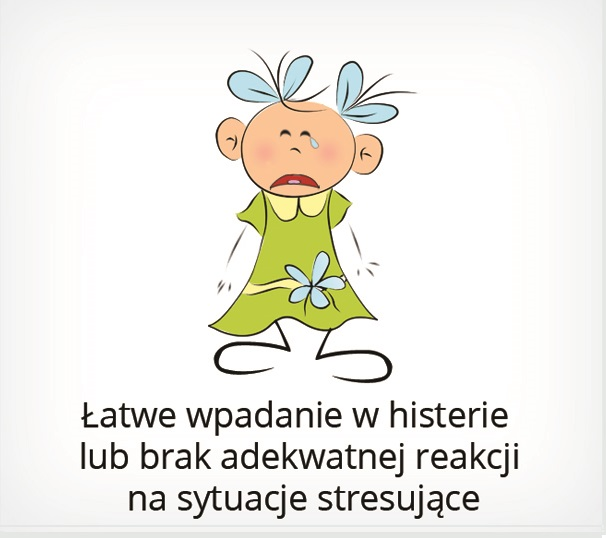 Łatwe wpadanie w histerie
lub brak adekwatnej reakcji
na sytuacje stresujące